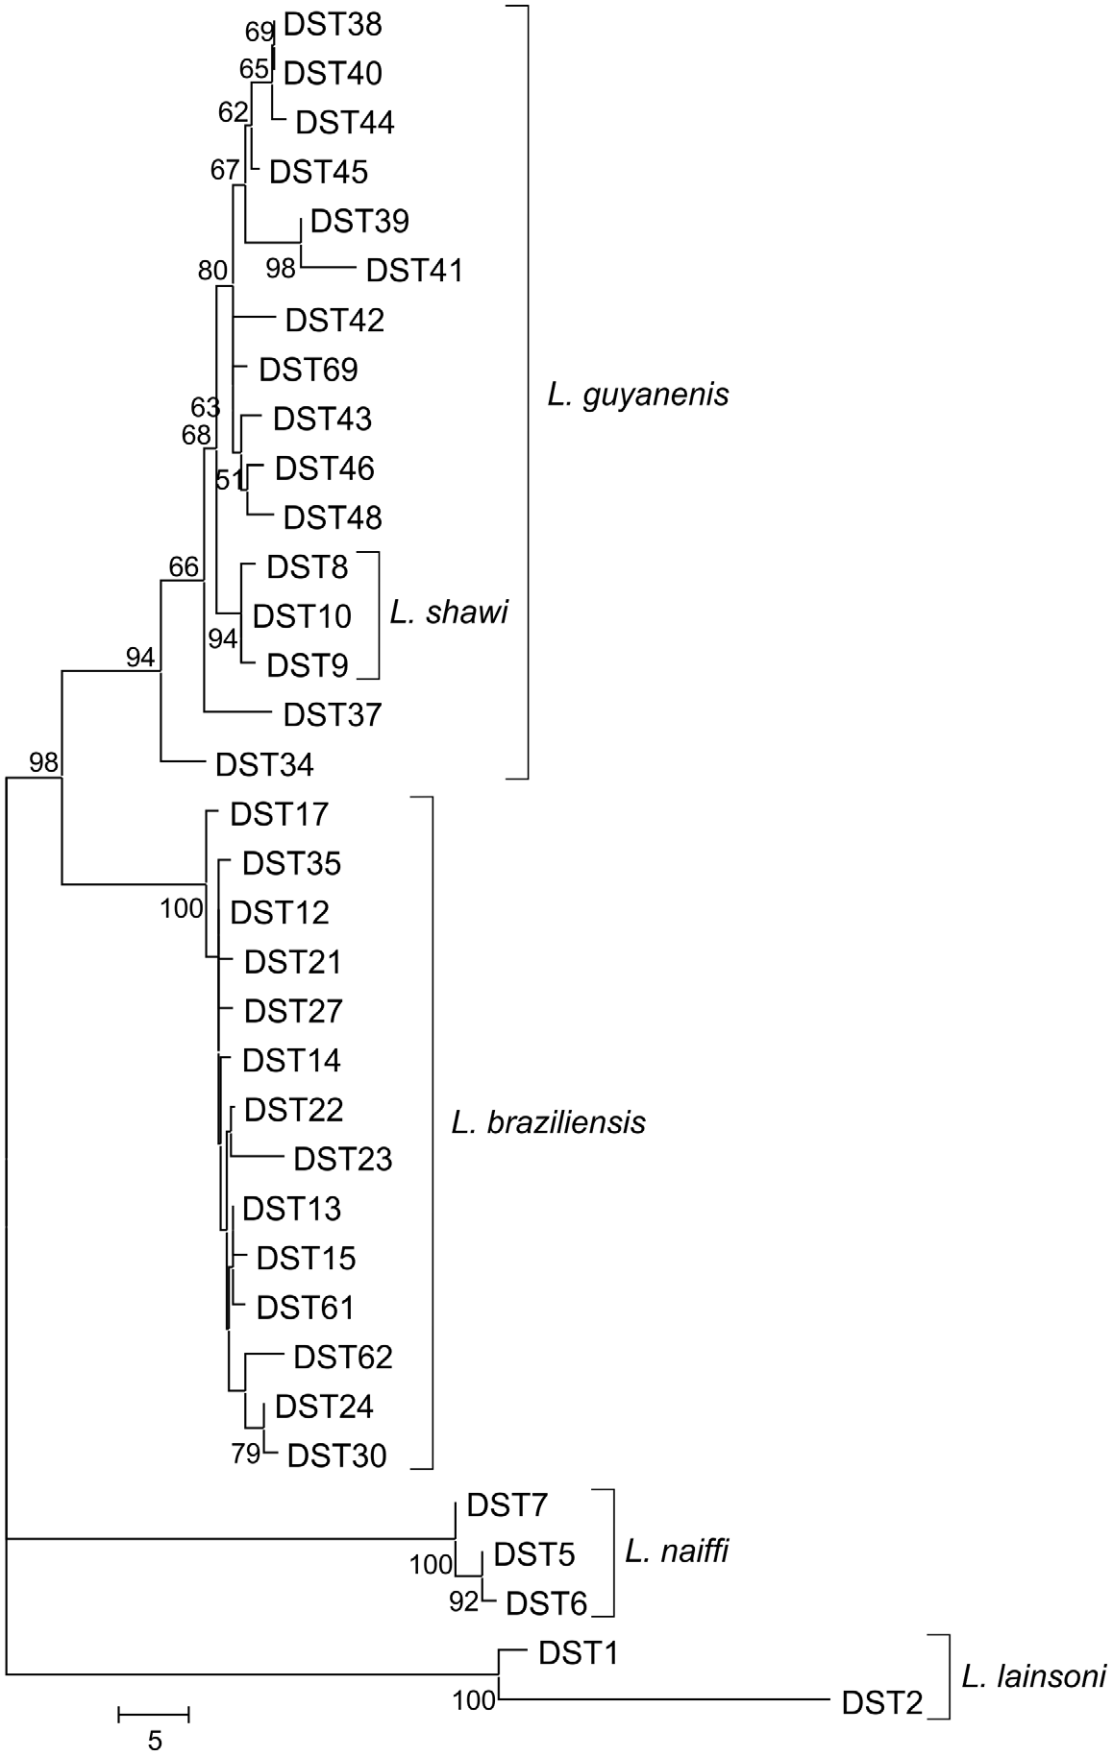 69
DST38
65
DST40
62
DST44
67
DST45
DST39
80
98
DST41
DST42
DST69
L. guyanenis
63
DST43
68
51
DST46
DST48
66
DST8
DST10
L. shawi
94
94
DST9
DST37
98
DST34
DST17
DST35
100
DST12
DST21
DST27
DST14
DST22
L. braziliensis
DST23
DST13
DST15
DST61
DST62
DST24
79
DST30
DST7
100
DST5
L. naiffi
92
DST6
DST1
L. lainsoni
100
DST2
5